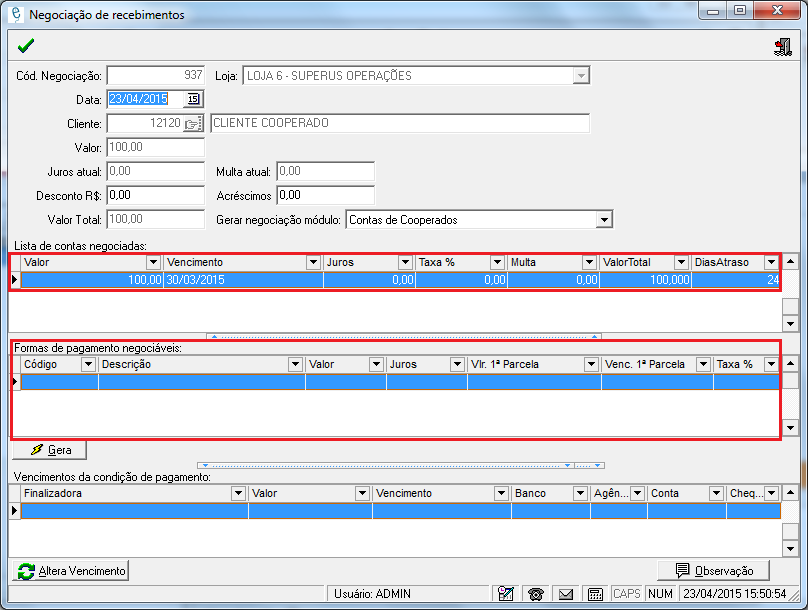 Negociação de recebimentos
Cód. Negociação: 937 Loja: LOJA 6 - SUPERUS OPERAÇÕES
Data: 23/04/2015 15
Cliente: 12120 CLIENTE COOPERADO
Valor: 100,00
Juros atual: 0,00 Multa atual: 0,00
Desconto R$: 0,00 Acréscimos 0,00
Valor Total: 100,00 Gerar negociação módulo: Contas de Cooperados
Lista de contas negociadas:
Valor Vencimento Juros Taxa % Multa ValorTotal DiasAtraso
100,00 30/03/2015 0,00 0,00 0,00 100,000 24
Formas de pagamento negociáveis:
Código Descrição Valor Juros Vlr. 1ª Parcela Venc. 1ª Parcela Taxa %
Gera
Vencimentos da condição de pagamento:
Finalizadora Valor Vencimento Banco Agên... Conta Cheq...
Altera Vencimento Observação
Usuário: ADMIN CAPS NUM 23/04/2015 15:50:54